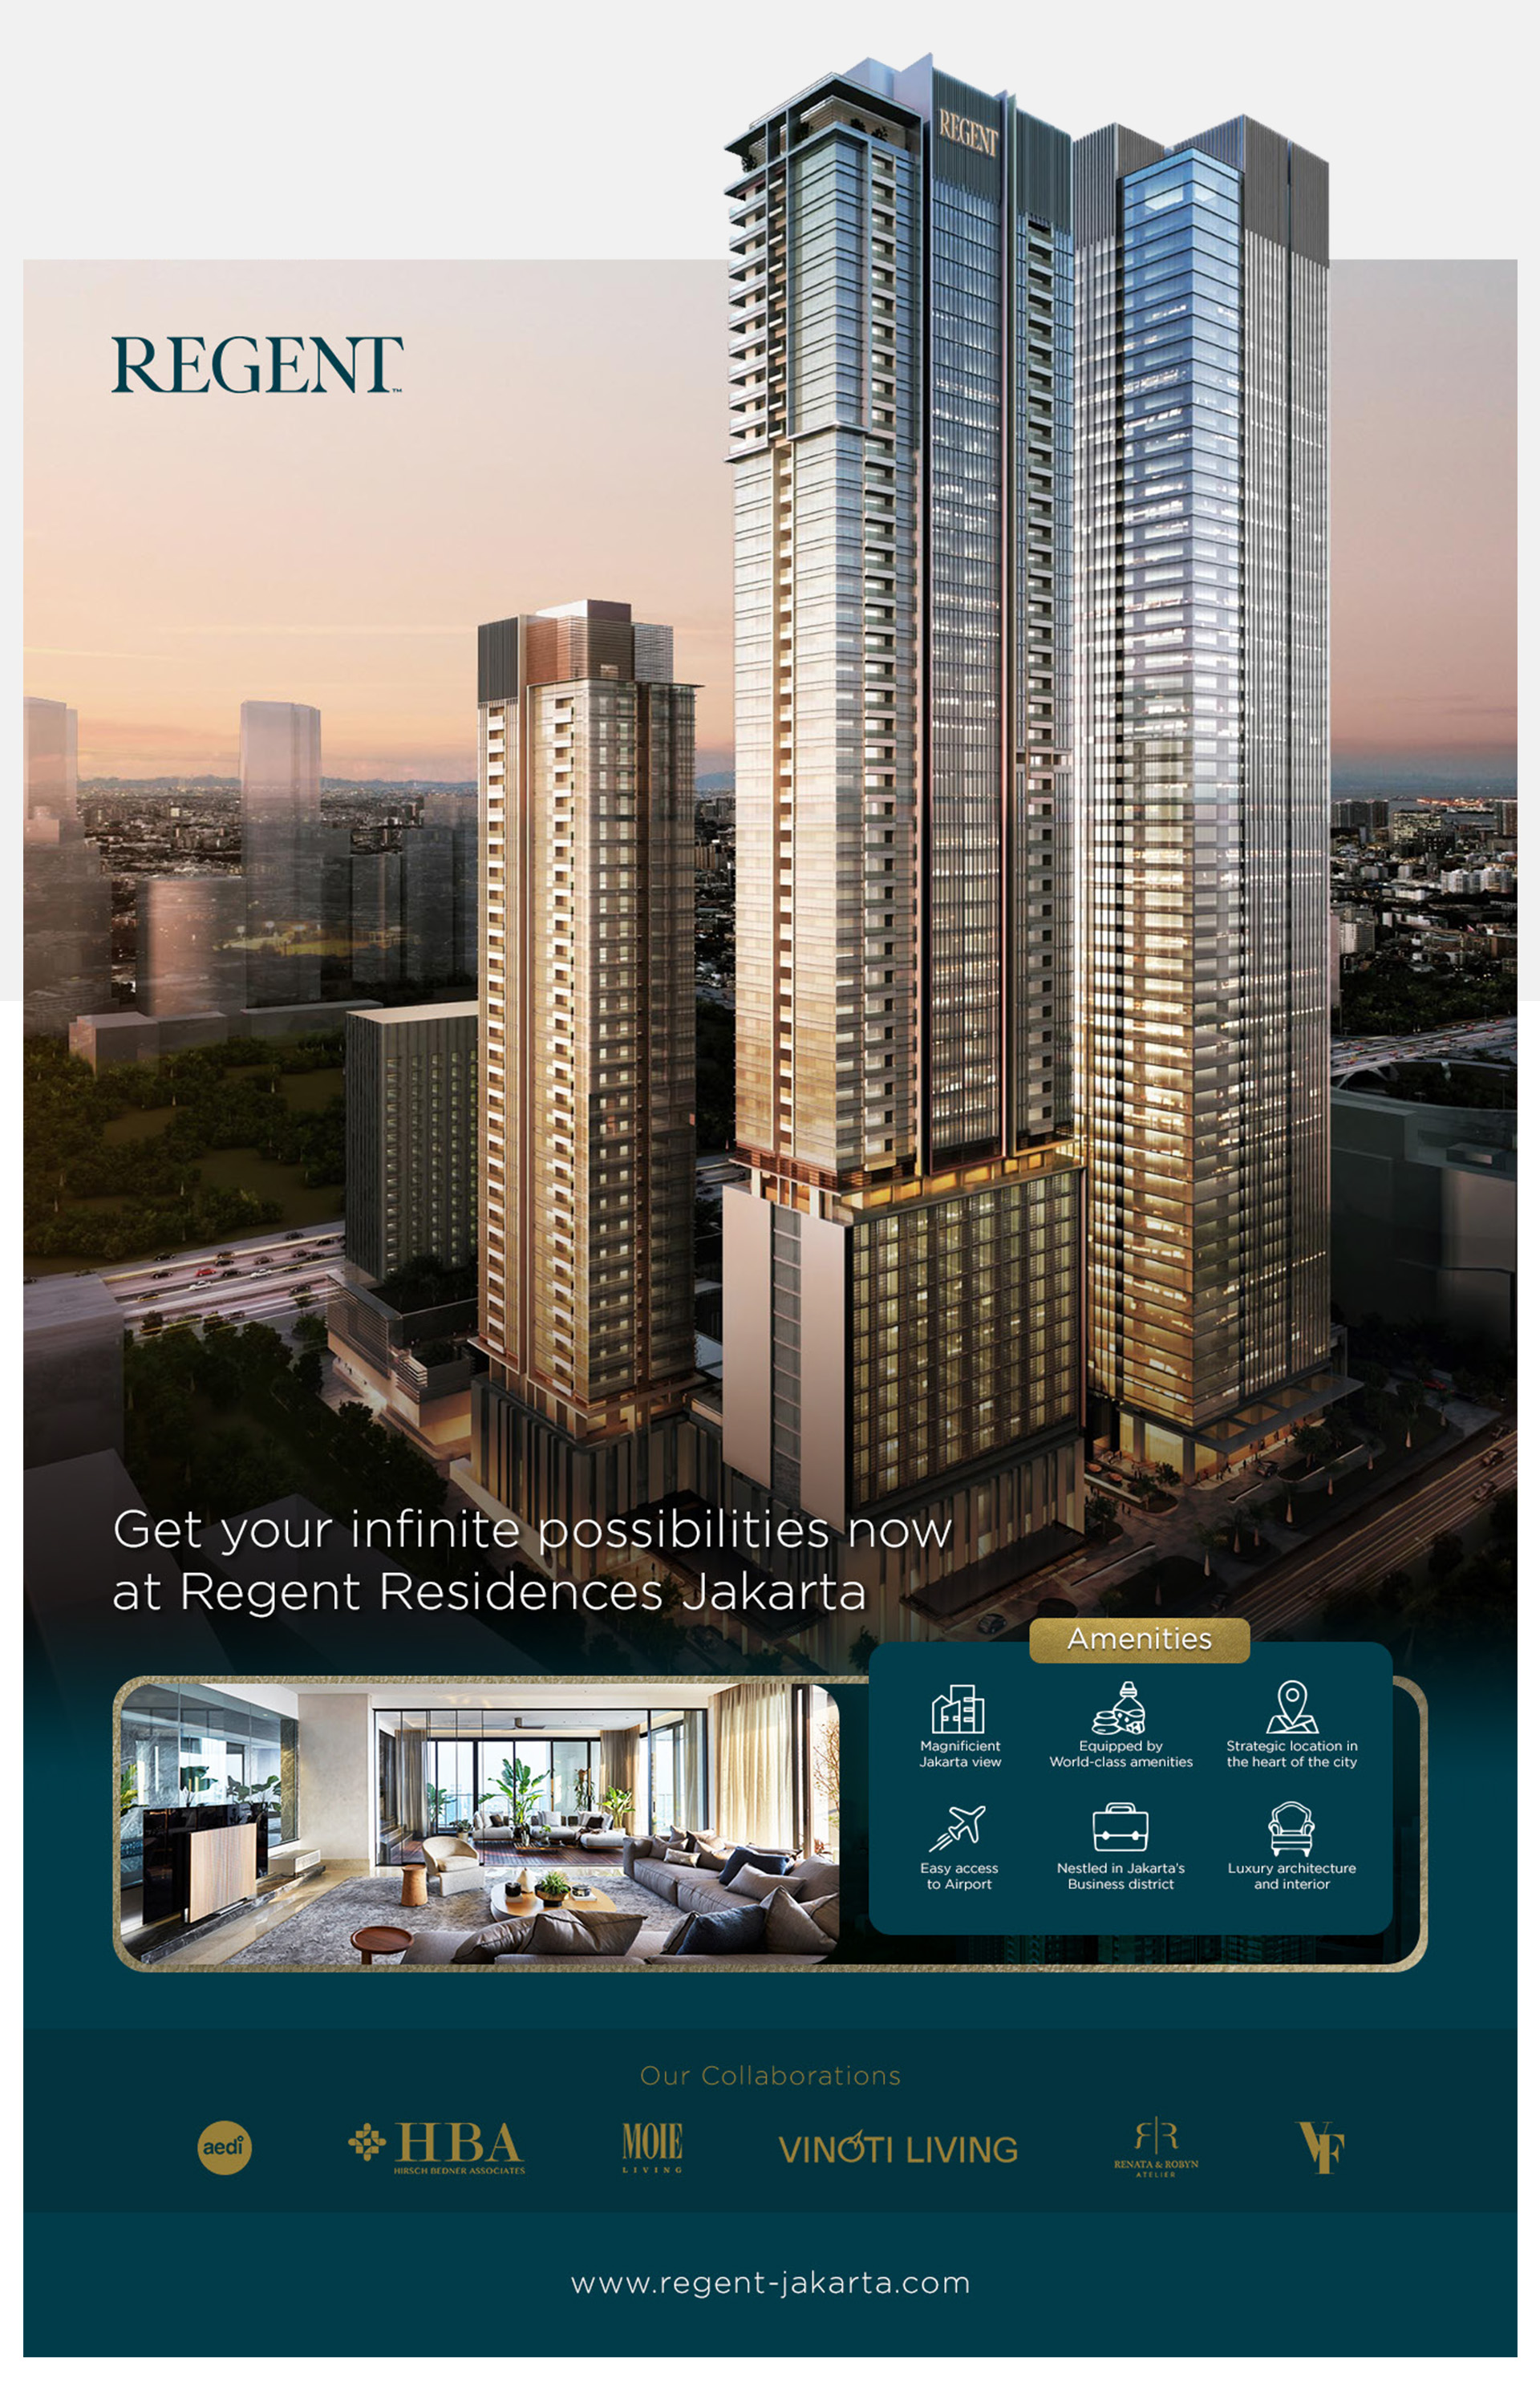 REGENT
REGENT™
Get your infinite possibilities now
at Regent Residences Jakarta
Amenities
Magnificient
Jakarta view
Equipped by
World-class amenities
Strategic location in
the heart of the city
Easy access
to Airport
Nestled in Jakarta's
Business district
Luxury architecture
and interior
Our Collaborations
aedi
HBA
HIRSCH BEDNER ASSOCIATES
MOIE
LIVING
VINOTI LIVING
RR
RENATA & ROBYN
ATELIER
VF
www.regent-jakarta.com